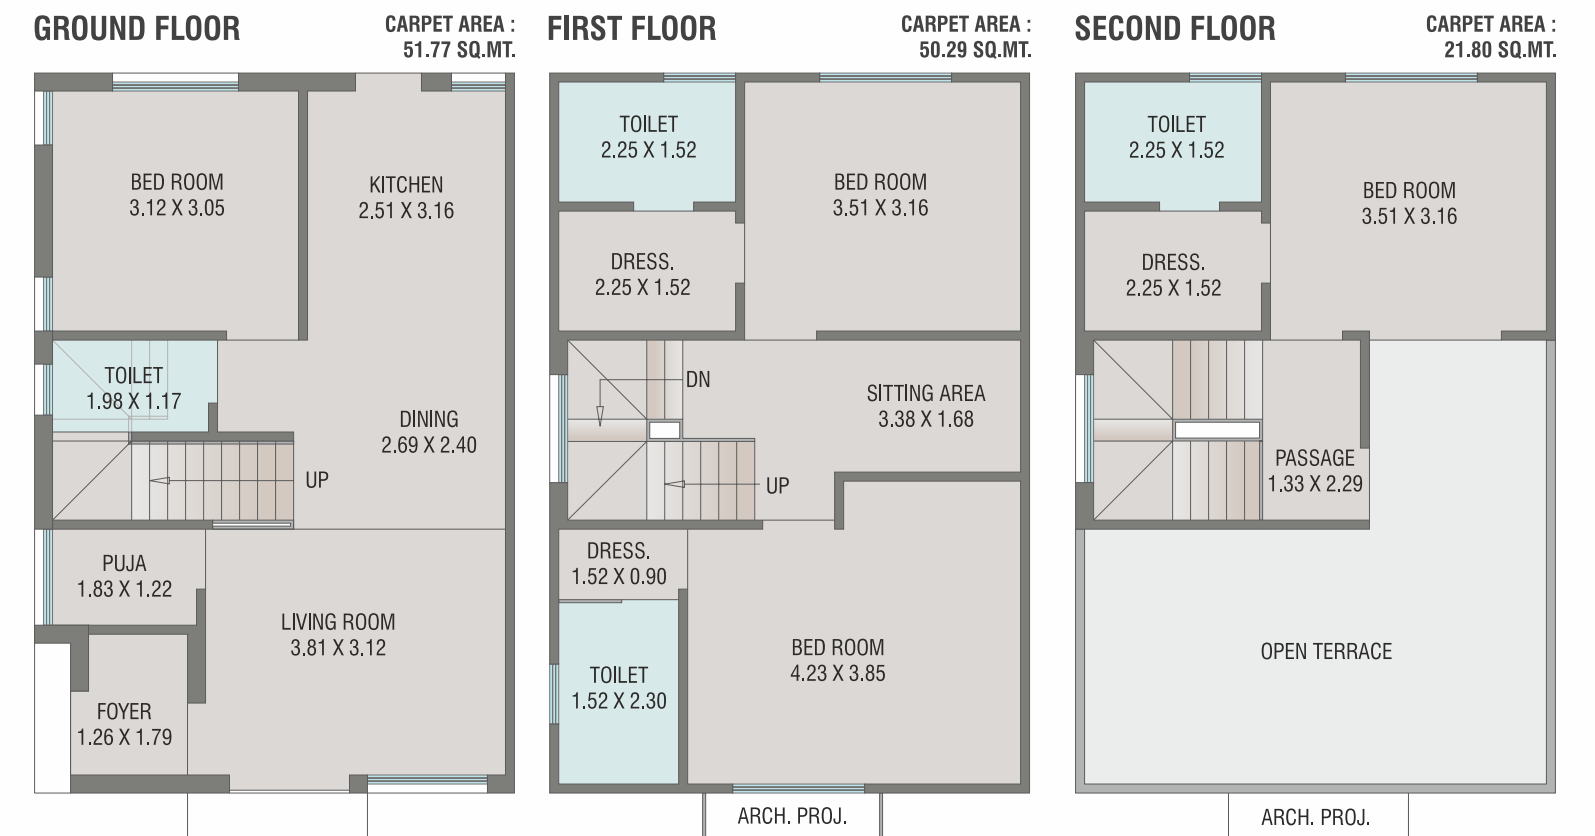 GROUND FLOOR
CARPET AREA :
51.77 SQ.MT.
BED ROOM
3.12 X 3.05
KITCHEN
2.51 X 3.16
TOILET
1.98 X 1.17
DINING
2.69 X 2.40
UP
PUJA
1.83 X 1.22
LIVING ROOM
3.81 X 3.12
FOYER
1.26 X 1.79
FIRST FLOOR
CARPET AREA :
50.29 SQ.MT.
TOILET
2.25 X 1.52
BED ROOM
3.51 X 3.16
DRESS.
2.25 X 1.52
DN
SITTING AREA
3.38 X 1.68
UP
DRESS.
1.52 X 0.90
BED ROOM
4.23 X 3.85
TOILET
1.52 X 2.30
ARCH. PROJ.
SECOND FLOOR
CARPET AREA :
21.80 SQ.MT.
TOILET
2.25 X 1.52
BED ROOM
3.51 X 3.16
DRESS.
2.25 X 1.52
PASSAGE
1.33 X 2.29
OPEN TERRACE
ARCH. PROJ.